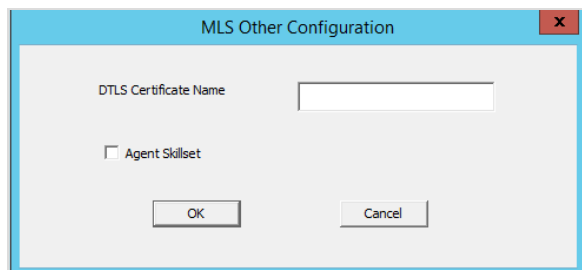 MLS Other Configuration
x
DTLS Certificate Name
Agent Skillset
OK Cancel